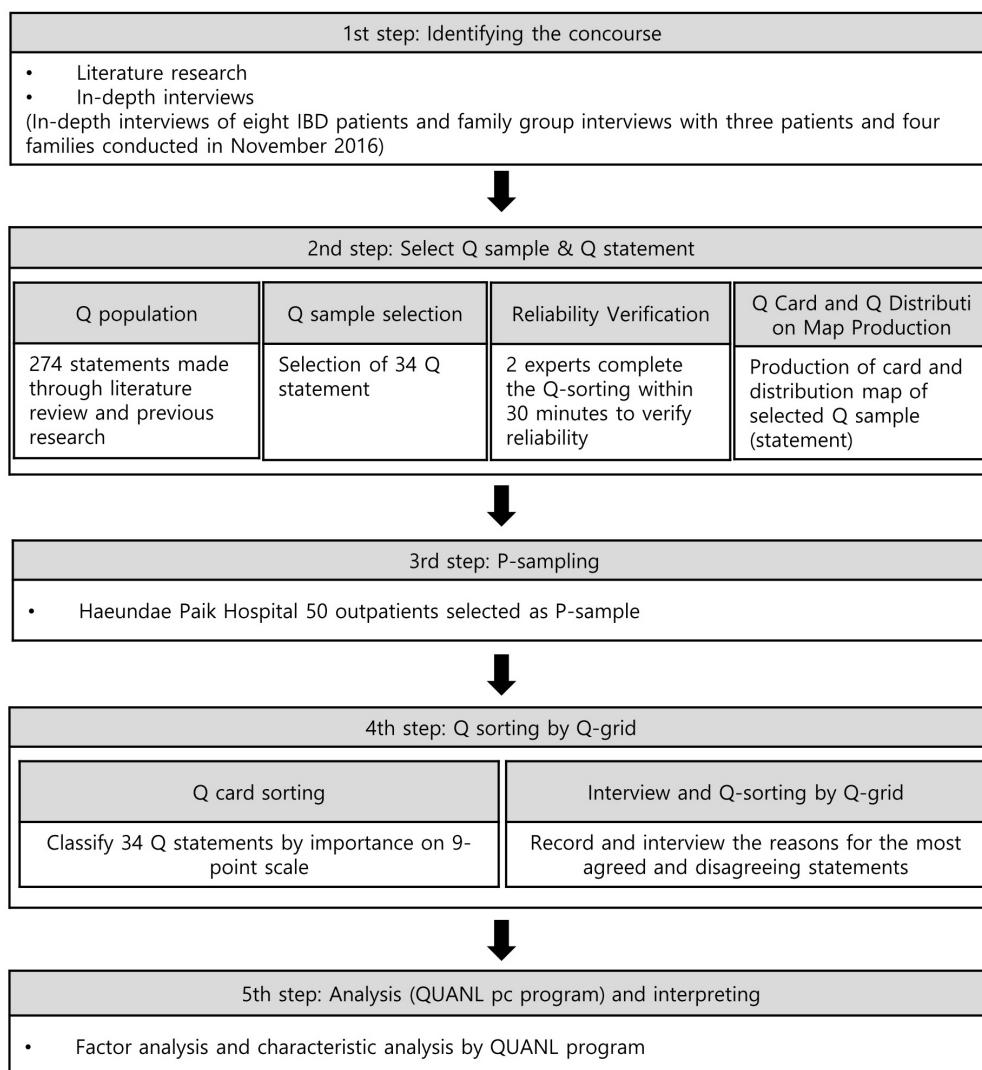 1st step: Identifying the concourse
• Literature research
• In-depth interviews
(In-depth interviews of eight IBD patients and family group interviews with three patients and four
families conducted in November 2016)
2nd step: Select Q sample & Q statement
Q population
274 statements made
through literature
review and previous
research
Q sample selection
Selection of 34 Q
statement
Reliability Verification
2 experts complete
the Q-sorting within
30 minutes to verify
reliability
Q Card and Q Distributi
on Map Production
Production of card and
distribution map of
selected Q sample
(statement)
3rd step: P-sampling
• Haeundae Paik Hospital 50 outpatients selected as P-sample
4th step: Q sorting by Q-grid
Q card sorting
Classify 34 Q statements by importance on 9-
point scale
Interview and Q-sorting by Q-grid
Record and interview the reasons for the most
agreed and disagreeing statements
5th step: Analysis (QUANL pc program) and interpreting
• Factor analysis and characteristic analysis by QUANL program